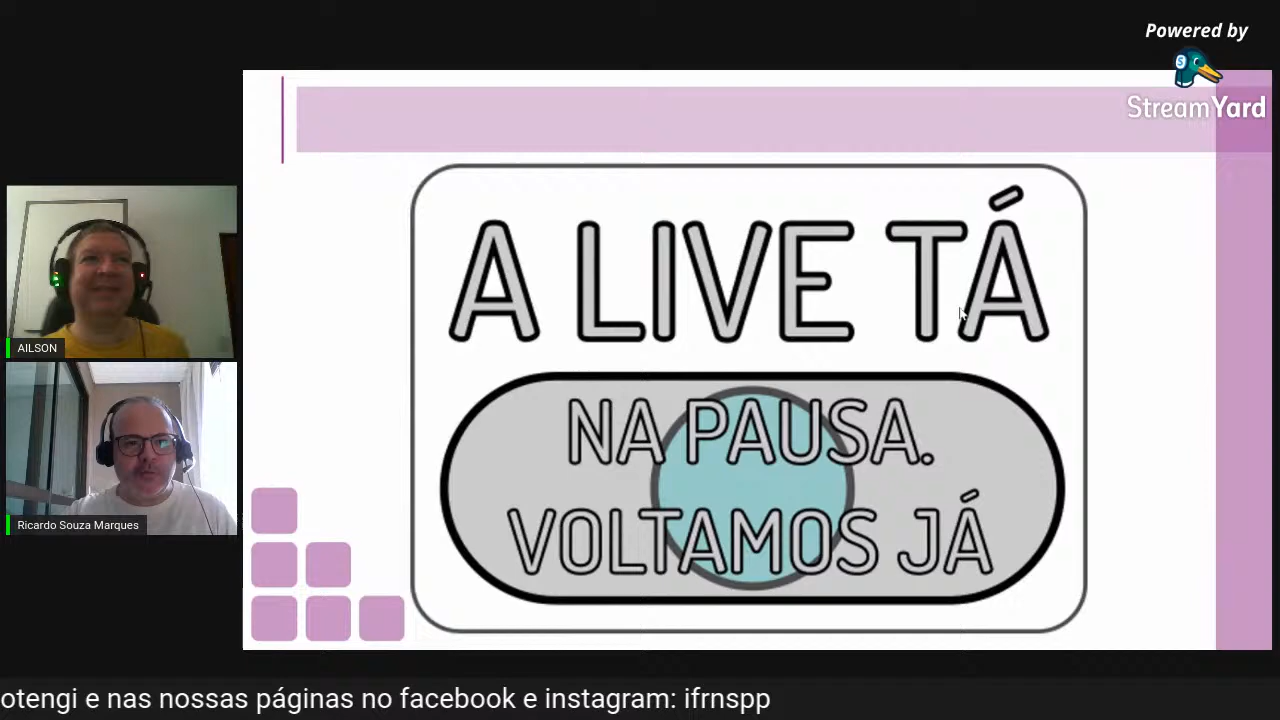 Powered by
StreamYard
A LIVE TÁ
NA PAUSA.
VOLTAMOS JÁ
AILSON
Ricardo Souza Marques
otengi e nas nossas páginas no facebook e instagram: ifrnspp